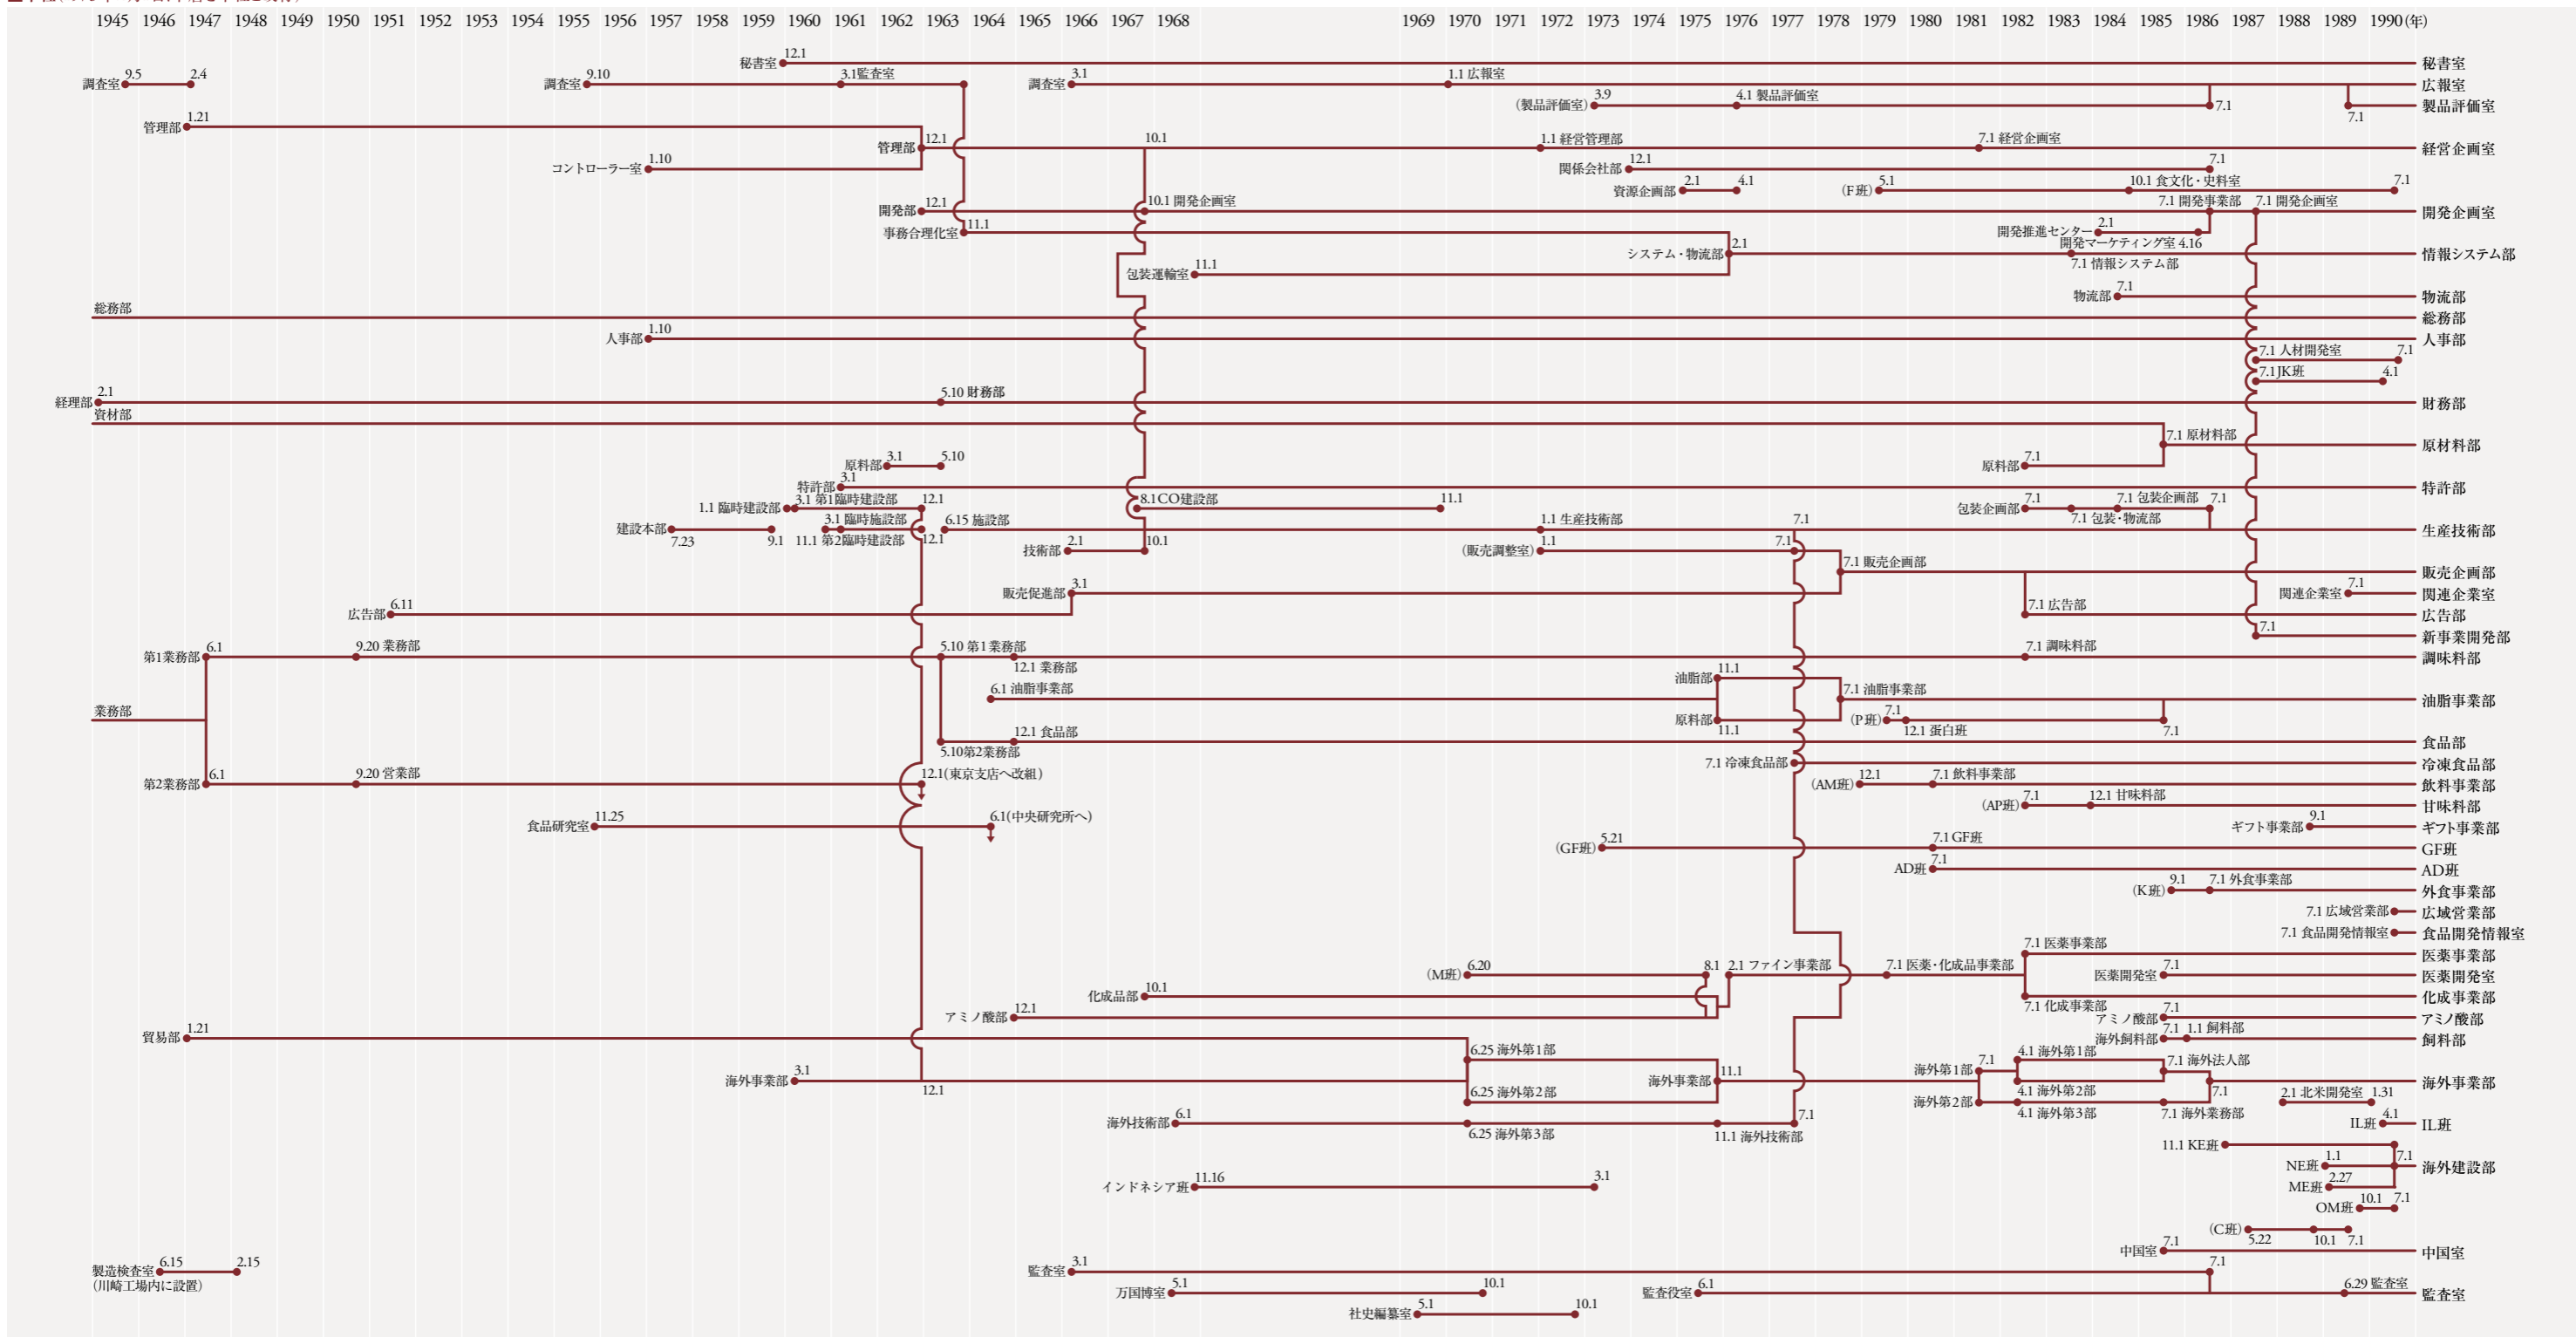 1945 1946 1947 1948 1949 1950 1951 1952 1953 1954 1955 1956 1957 1958 1959 1960 1961 1962 1963 1964 1965 1966 1967 1968 1969 1970 1971 1972 1973 1974 1975 1976 1977 1978 1979 1980 1981 1982 1983 1984 1985 1986 1987 1988 1989 1990(年)
秘書室 12.1 秘書室
調査室 9.5 2.4 調査室 9.10 3.1監査室 調査室 3.1 1.1 広報室 広報室
(製品評価室) 3.9 4.1 製品評価室 7.1 7.1 製品評価室
管理部 1.21
管理部 12.1 10.1 1.1 経営管理部 7.1 経営企画室 経営企画室
コントローラー室 1.10 関係会社部 12.1 7.1
資源企画部 2.1 4.1 (F班) 5.1 10.1 食文化・史料室 7.1
開発部 12.1 10.1 開発企画室 7.1 開発事業部 7.1 開発企画室 開発企画室
事務合理化室 11.1 開発推進センター 2.1
開発マーケティング室 4.16
システム・物流部 2.1 7.1 情報システム部 情報システム部
包装運輸室 11.1
物流部 7.1 物流部
総務部 総務部
人事部 1.10 人事部
7.1 人材開発室 7.1
7.1JK班 4.1
経理部 2.1 5.10 財務部 財務部
資材部
7.1 原材料部 原材料部
原料部 3.1 5.10 原料部 7.1
特許部 3.1 特許部
1.1 臨時建設部 3.1 第1臨時建設部 12.1 8.1CO建設部 11.1 包装企画部 7.1 7.1 包装企画部 7.1
7.1 包装・物流部
建設本部 7.23 9.1 3.1 臨時施設部 11.1 第2臨時建設部 12.1 6.15 施設部 1.1 生産技術部 7.1 生産技術部
技術部 2.1 10.1 (販売調整室) 1.1 7.1
7.1 販売企画部 販売企画部
販売促進部 3.1 関連企業室 7.1 関連企業室
広告部 6.11 7.1 広告部 広告部
7.1 新事業開発部
第1業務部 6.1 9.20 業務部 5.10 第1業務部 12.1 業務部 7.1 調味料部 調味料部
油脂部 11.1
6.1 油脂事業部 7.1 油脂事業部 油脂事業部
業務部 原料部 11.1 (P班) 7.1 12.1 蛋白班 7.1
5.10第2業務部 12.1 食品部 食品部
7.1 冷凍食品部 冷凍食品部
第2業務部 6.1 9.20 営業部 12.1(東京支店へ改組) (AM班) 12.1 7.1 飲料事業部 飲料事業部
(AP班) 7.1 12.1 甘味料部 甘味料部
食品研究室 11.25 6.1(中央研究所へ) ギフト事業部 9.1 ギフト事業部
(GF班) 5.21 7.1 GF班 GF班
AD班 7.1 AD班
(K班) 9.1 7.1 外食事業部 外食事業部
7.1 広域営業部 広域営業部
7.1 食品開発情報室 食品開発情報室
7.1 医薬事業部 医薬事業部
(M班) 6.20 8.1 2.1 ファイン事業部 7.1 医薬・化成品事業部 医薬開発室 7.1 医薬開発室
化成品部 10.1 7.1 化成事業部 化成事業部
アミノ酸部 12.1 アミノ酸部 7.1 アミノ酸部
貿易部 1.21 海外飼料部 7.1 1.1 飼料部 飼料部
6.25 海外第1部 4.1 海外第1部 7.1 海外法人部
海外第1部 7.1
海外事業部 3.1 12.1 海外事業部 11.1 4.1 海外第2部 7.1 海外事業部
6.25 海外第2部 海外第2部 4.1 海外第3部 7.1 海外業務部 2.1 北米開発室 1.31
海外技術部 6.1 6.25 海外第3部 11.1 海外技術部 7.1 IL班 4.1 IL班
11.1 KE班
NE班 1.1 7.1 海外建設部
インドネシア班 11.16 3.1 ME班 2.27
OM班 10.1 7.1
(C班) 5.22 10.1 7.1
中国室 7.1 中国室
製造検査室 6.15 2.15 監査室 3.1 7.1
(川崎工場内に設置)
万国博室 5.1 10.1 監査役室 6.1 6.29 監査室 監査室
社史編纂室 5.1 10.1